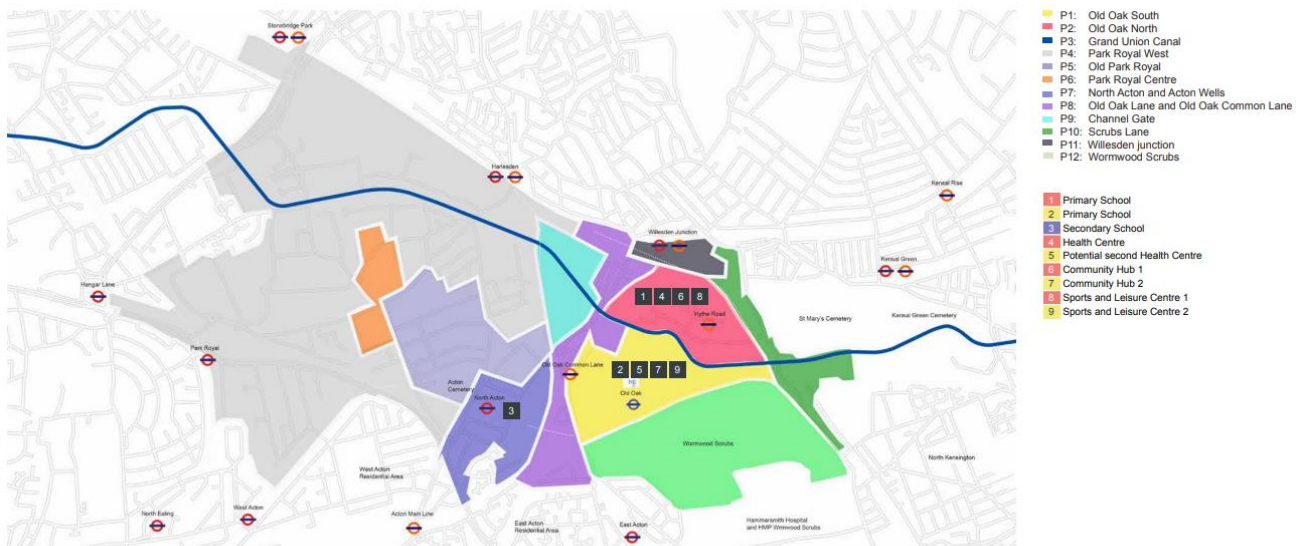 Stonebridge Park
Harlesden
Kensal Rise
Willesden Junction
Kensal Green
Hangar Lane
1 4 6 8
St Mary's Cemetery
Kensal Green Cemetery
Hythe Road
Park Royal
Old Oak Common Lane
2 5 7 9
Acton
Cemetery
North Acton
3
Old Oak
Wormwood Scrubs
West Acton
Residential Area
North Kensington
North Ealing
West Acton
Acton Main Line
East Acton
Residential Area
East Acton
Hammersmith Hospital
and HMP Wrmwood Scrubs
P1: Old Oak South
P2: Old Oak North
P3: Grand Union Canal
P4: Park Royal West
P5: Old Park Royal
P6: Park Royal Centre
P7: North Acton and Acton Wells
P8: Old Oak Lane and Old Oak Common Lane
P9: Channel Gate
P10: Scrubs Lane
P11: Willesden junction
P12: Wormwood Scrubs
1 Primary School
2 Primary School
3 Secondary School
4 Health Centre
5 Potential second Health Centre
6 Community Hub 1
7 Community Hub 2
8 Sports and Leisure Centre 1
9 Sports and Leisure Centre 2